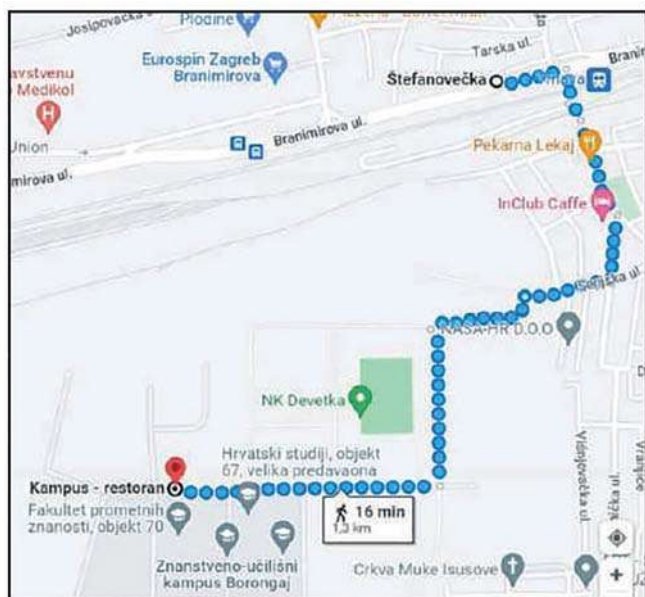 Josipovačka
Plodine
Tarska ul.
Eurospin Zagreb
Branimirova
Štefanovečka
Branimirova ul.
Medikol
Union
Pekarna Lekaj
InClub Caffe
NASA-HR D.O.O
NK Devetka
Hrvatski studiji, objekt
67, velika predavaona
Kampus - restoran
Fakultet prometnih
znanosti, objekt 70
16 min
1,3 km
Znanstveno-učilišni
kampus Borongaj
Crkva Muke Isusove
Višnjovačka ul.